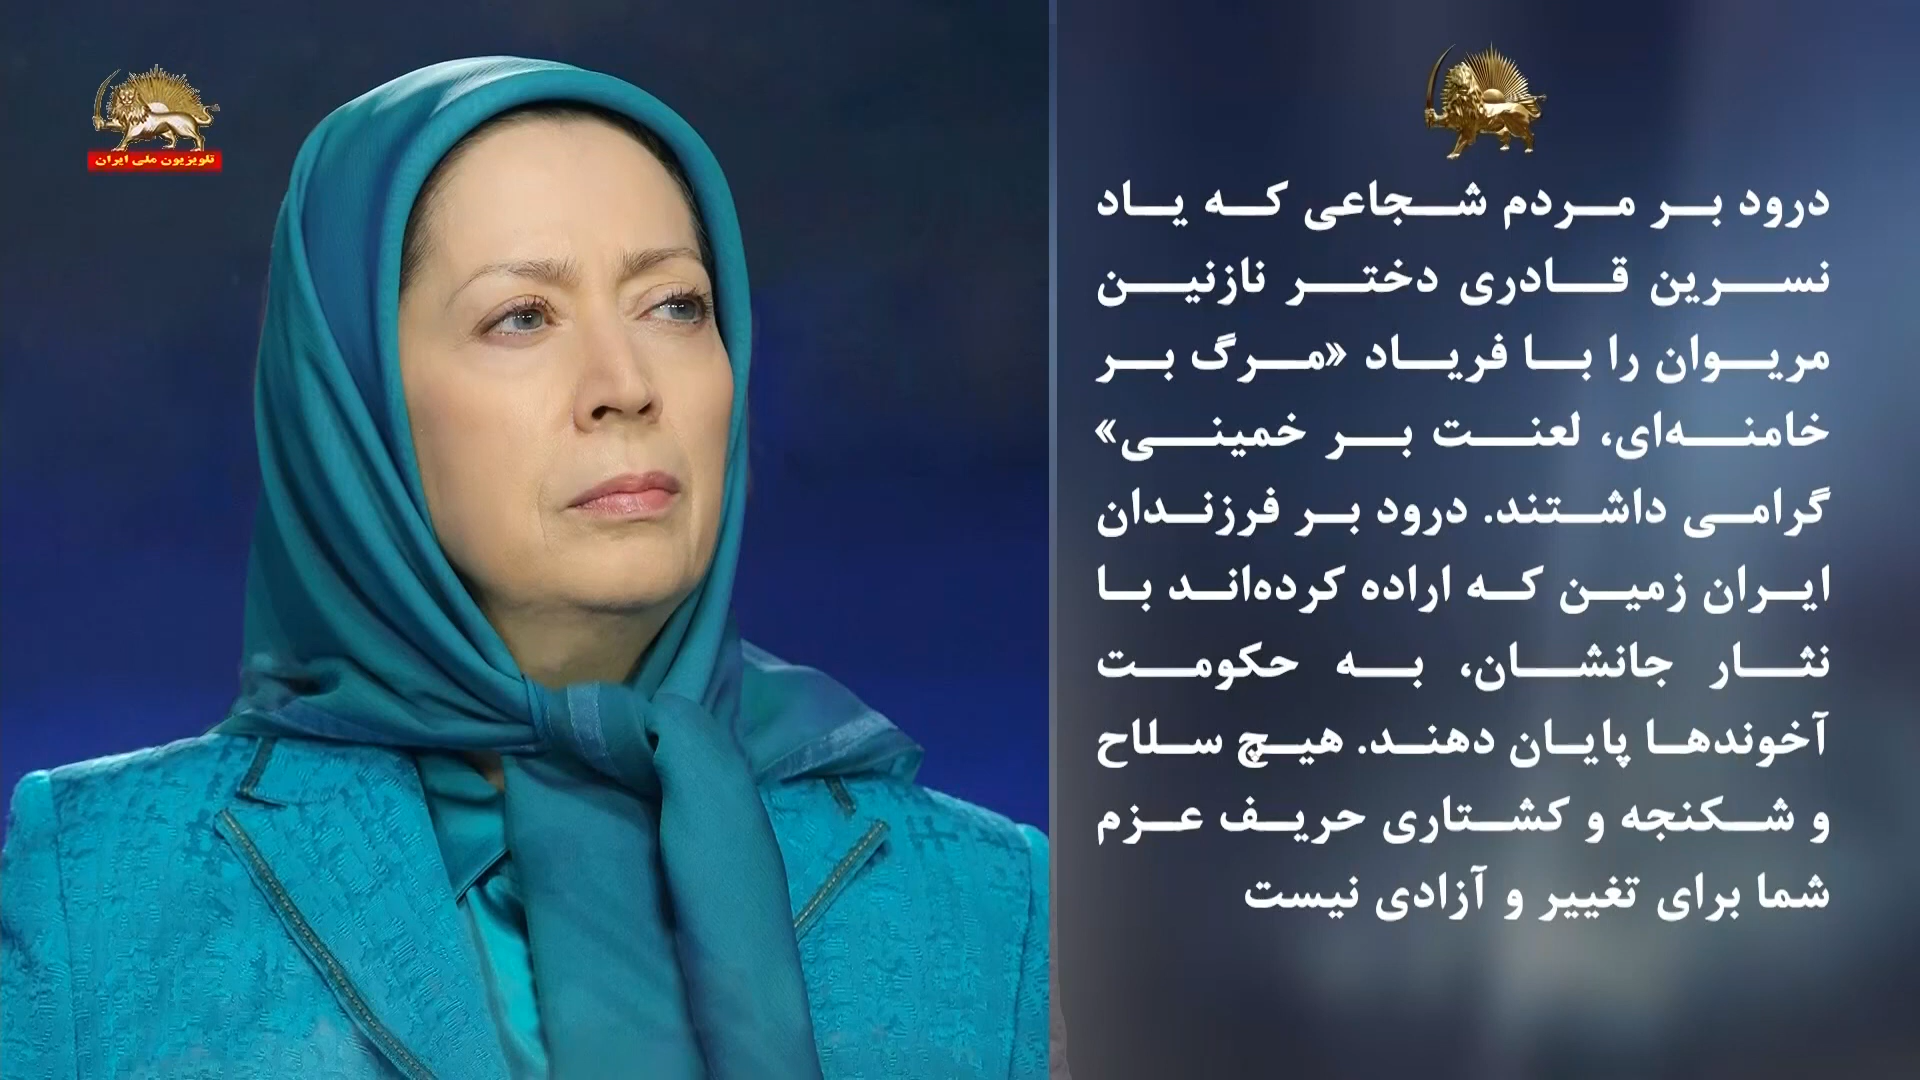 تلویزیون ملی ایران
درود بر مردم شجاعی که یاد
نسرین قادری دختر نازنین
مریوان را با فریاد «مرگ بر
خامنه‌ای، لعنت بر خمینی»
گرامی داشتند. درود بر فرزندان
ایران زمین که اراده کرده‌اند با
نثار جانشان، به حکومت
آخوندها پایان دهند. هیچ سلاح
و شکنجه و کشتاری حریف عزم
شما برای تغییر و آزادی نیست